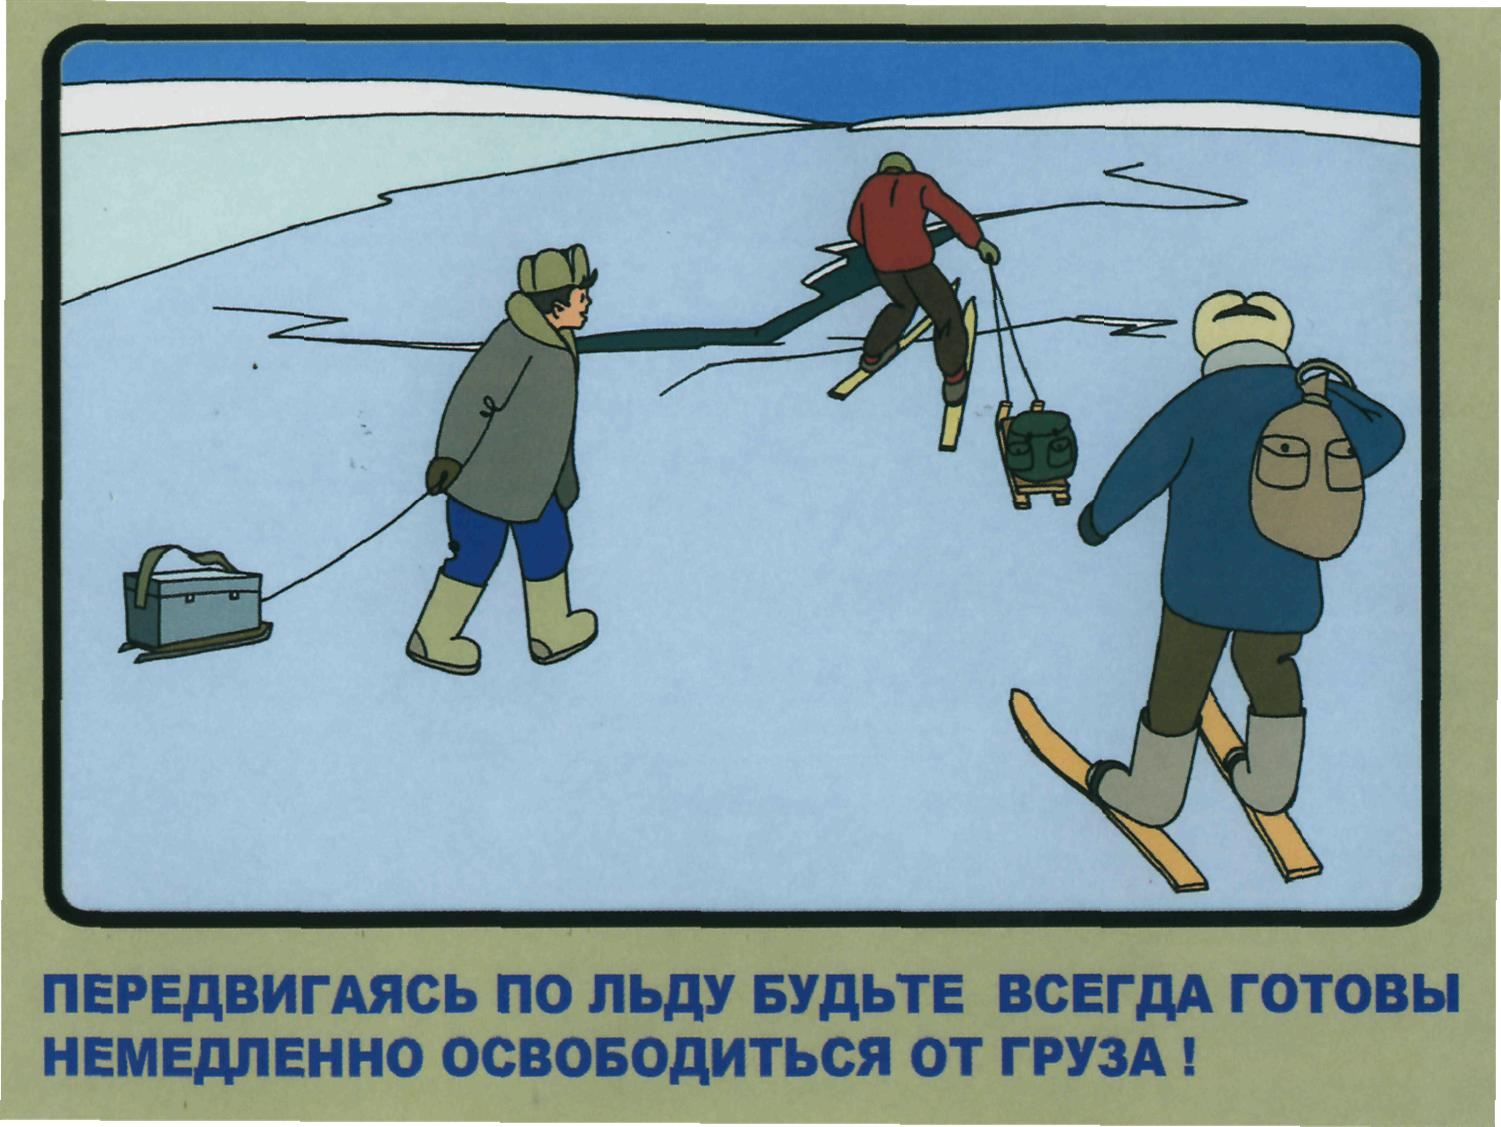 ПЕРЕДВИГАЯСЬ ПО ЛЬДУ БУДЬТЕ ВСЕГДА ГОТОВЫ
НЕМЕДЛЕННО ОСВОБОДИТЬСЯ ОТ ГРУЗА !